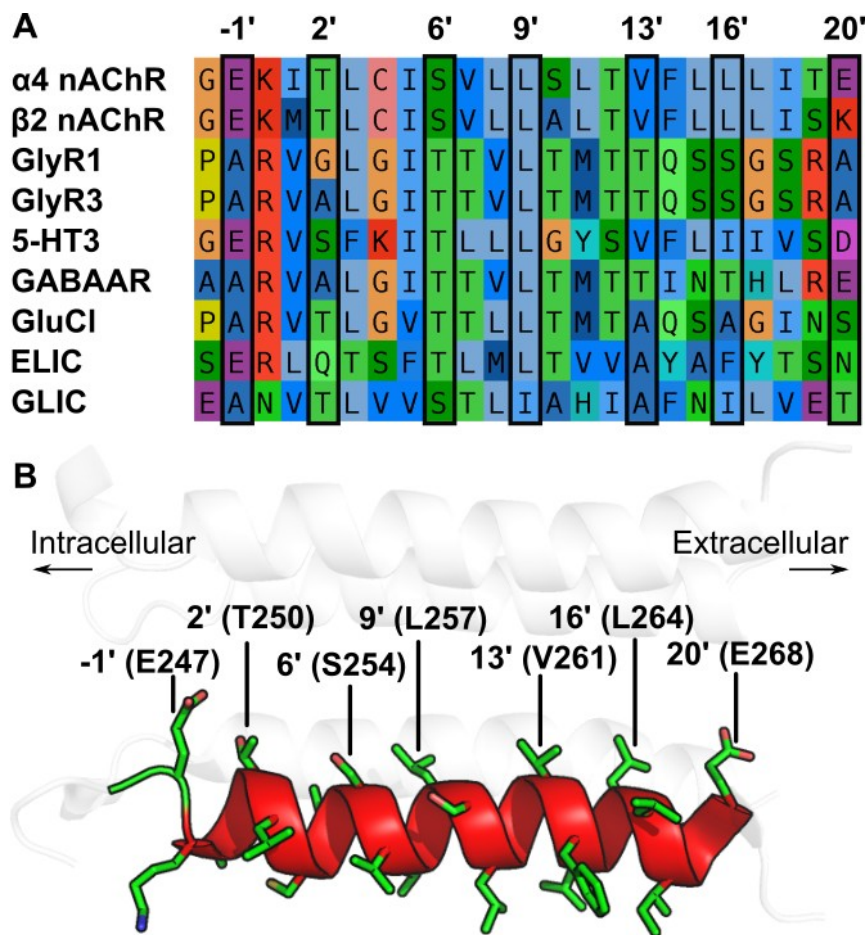 A
-1' 2' 6' 9' 13' 16' 20'
α4 nAChR G E K I T L C I S V L L S L T V F L L L I T E
β2 nAChR G E K M T L C I S V L L A L T V F L L L I S K
GlyR1 P A R V G L G I T T V L T M T T Q S S G S R A
GlyR3 P A R V A L G I T T V L T M T T Q S S G S R A
5-HT3 G E R V S F K I T L L L G Y S V F L I I V S D
GABAAR A A R V A L G I T T V L T M T T I N T H L R E
GluCl P A R V T L G V T T L L T M T A Q S A G I N S
ELIC S E R L Q T S F T L M L T V V A Y A F Y T S N
GLIC E A N V T L V V S T L I A H I A F N I L V E T
B
Intracellular Extracellular
2' (T250) 9' (L257) 16' (L264)
-1' (E247) 6' (S254) 13' (V261) 20' (E268)